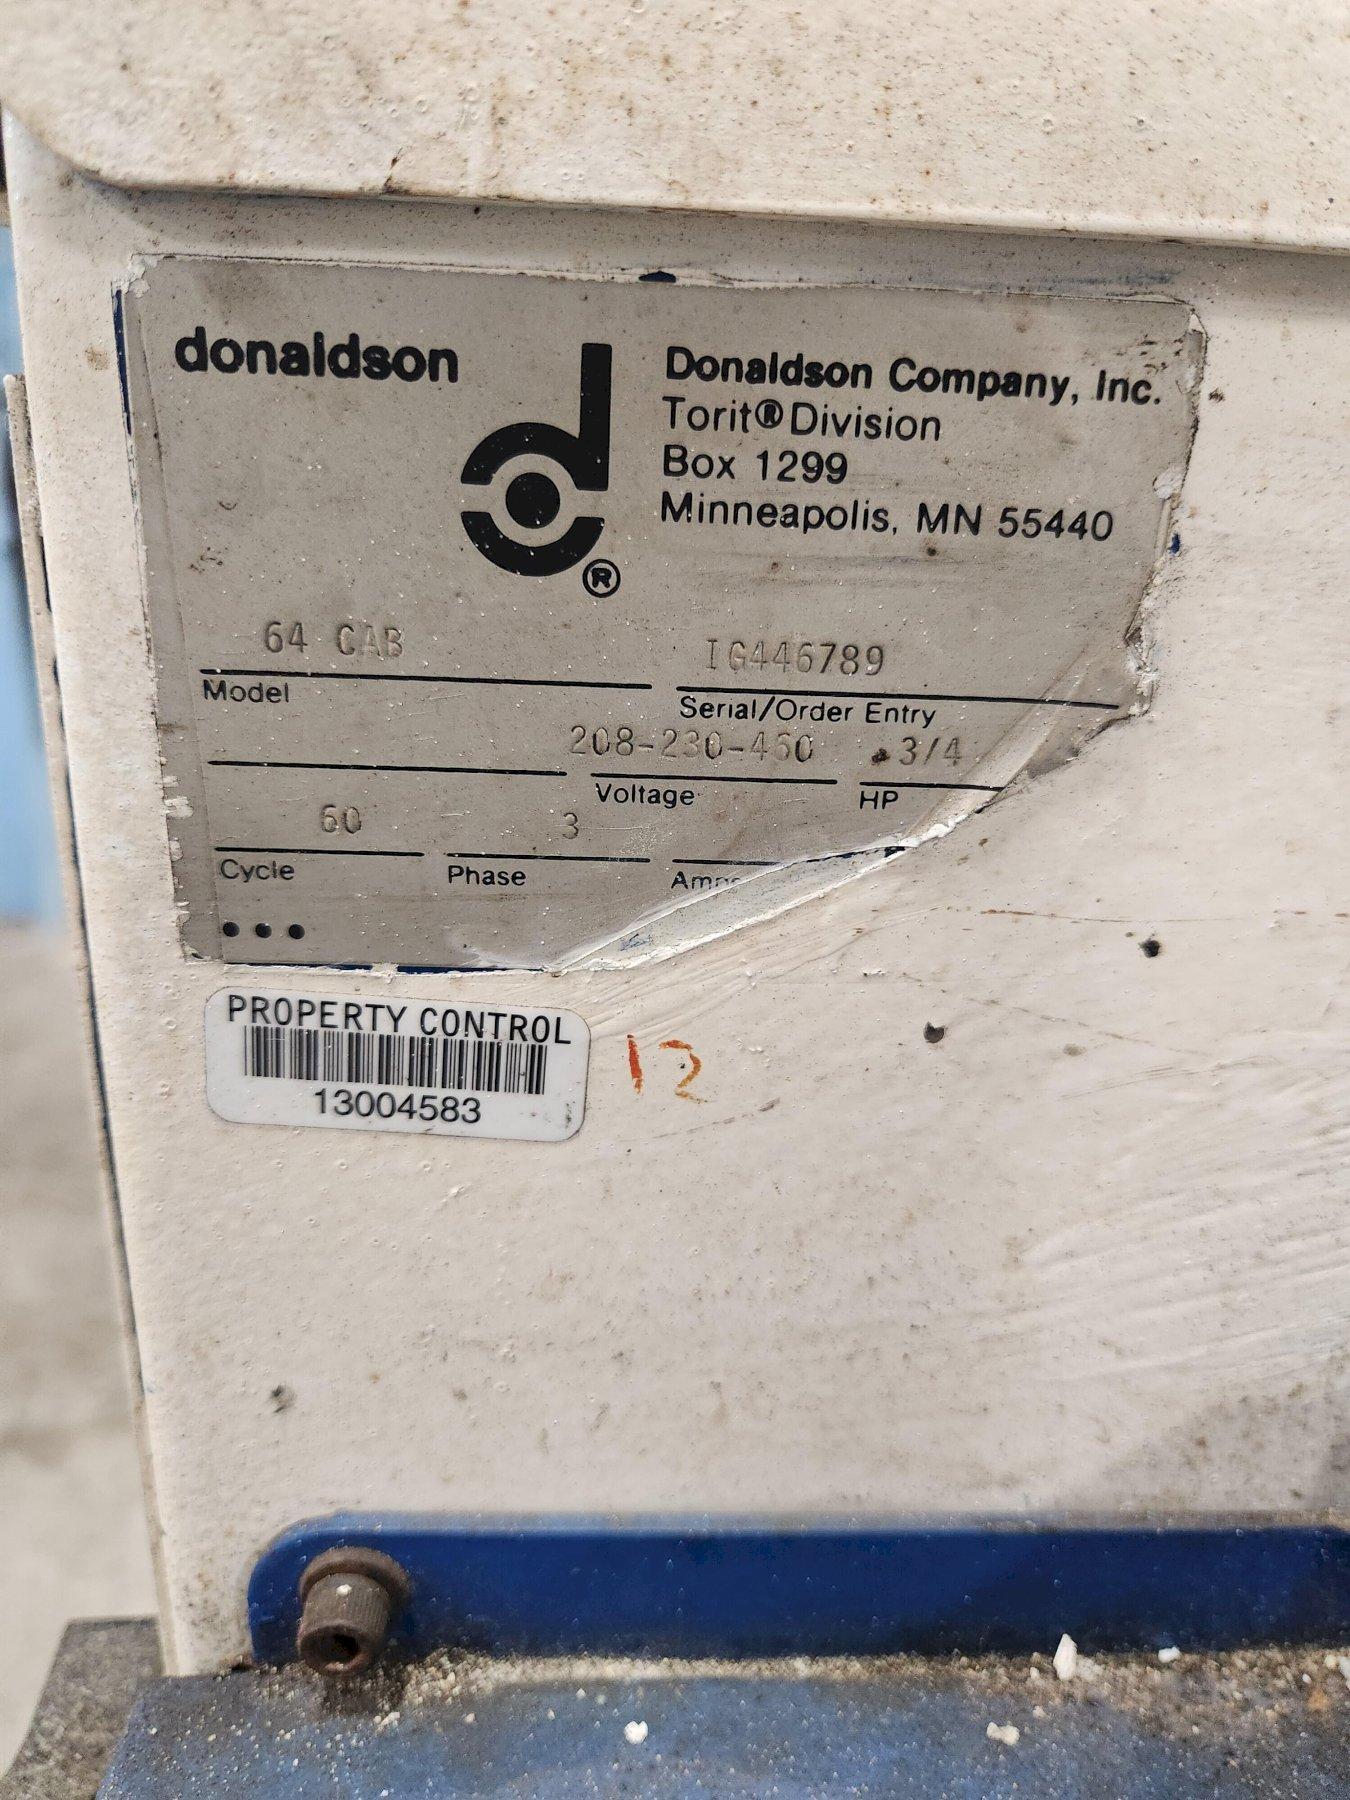 donaldson
Donaldson Company, Inc.
Torit® Division
Box 1299
Minneapolis, MN 55440
®
64 CAB
IG446789
Model
Serial/Order Entry
208-230-460
3/4
Voltage
HP
60
3
Cycle
Phase
PROPERTY CONTROL
13004583
12